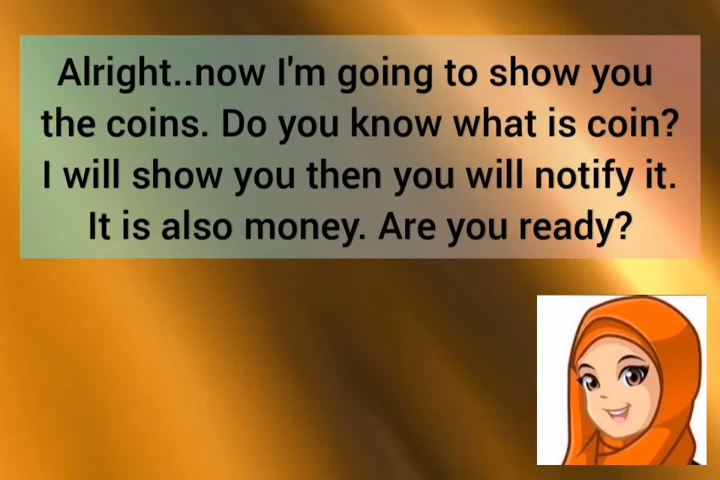 Alright..now I'm going to show you
the coins. Do you know what is coin?
I will show you then you will notify it.
It is also money. Are you ready?